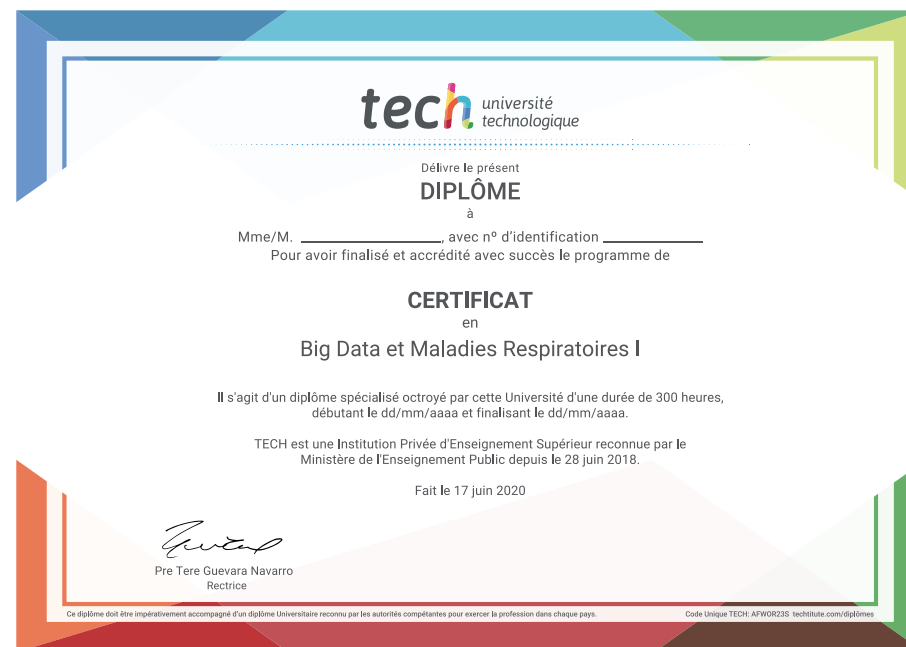 tech université
technologique
Délivre le présent
DIPLÔME
à
Mme/M. ____________________, avec nº d'identification ______________
Pour avoir finalisé et accrédité avec succès le programme de
CERTIFICAT
en
Big Data et Maladies Respiratoires I
Il s'agit d'un diplôme spécialisé octroyé par cette Université d'une durée de 300 heures,
débutant le dd/mm/aaaa et finalisant le dd/mm/aaaa.
TECH est une Institution Privée d'Enseignement Supérieur reconnue par le
Ministère de l'Enseignement Public depuis le 28 juin 2018.
Fait le 17 juin 2020
Pre Tere Guevara Navarro
Rectrice
Ce diplôme doit être impérativement accompagné d'un diplôme Universitaire reconnu par les autorités compétantes pour exercer la profession dans chaque pays.
Code Unique TECH: AFWOR23S techtitute.com/diplômes